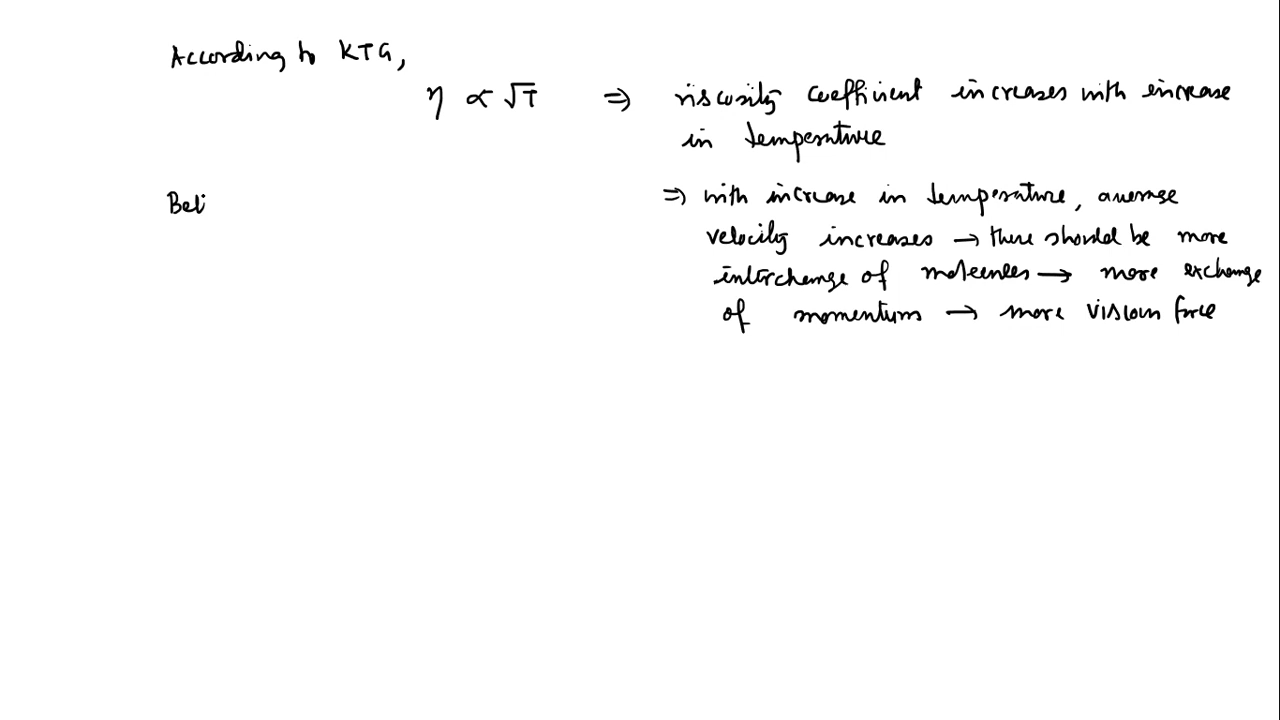 According to KTG,
η ∝ √T ⇒ viscosity coefficient increases with increase
in temperature
Beli ⇒ with increase in temperature, average
velocity increases → there should be more
interchange of molecules → more exchange
of momentum → more viscous force